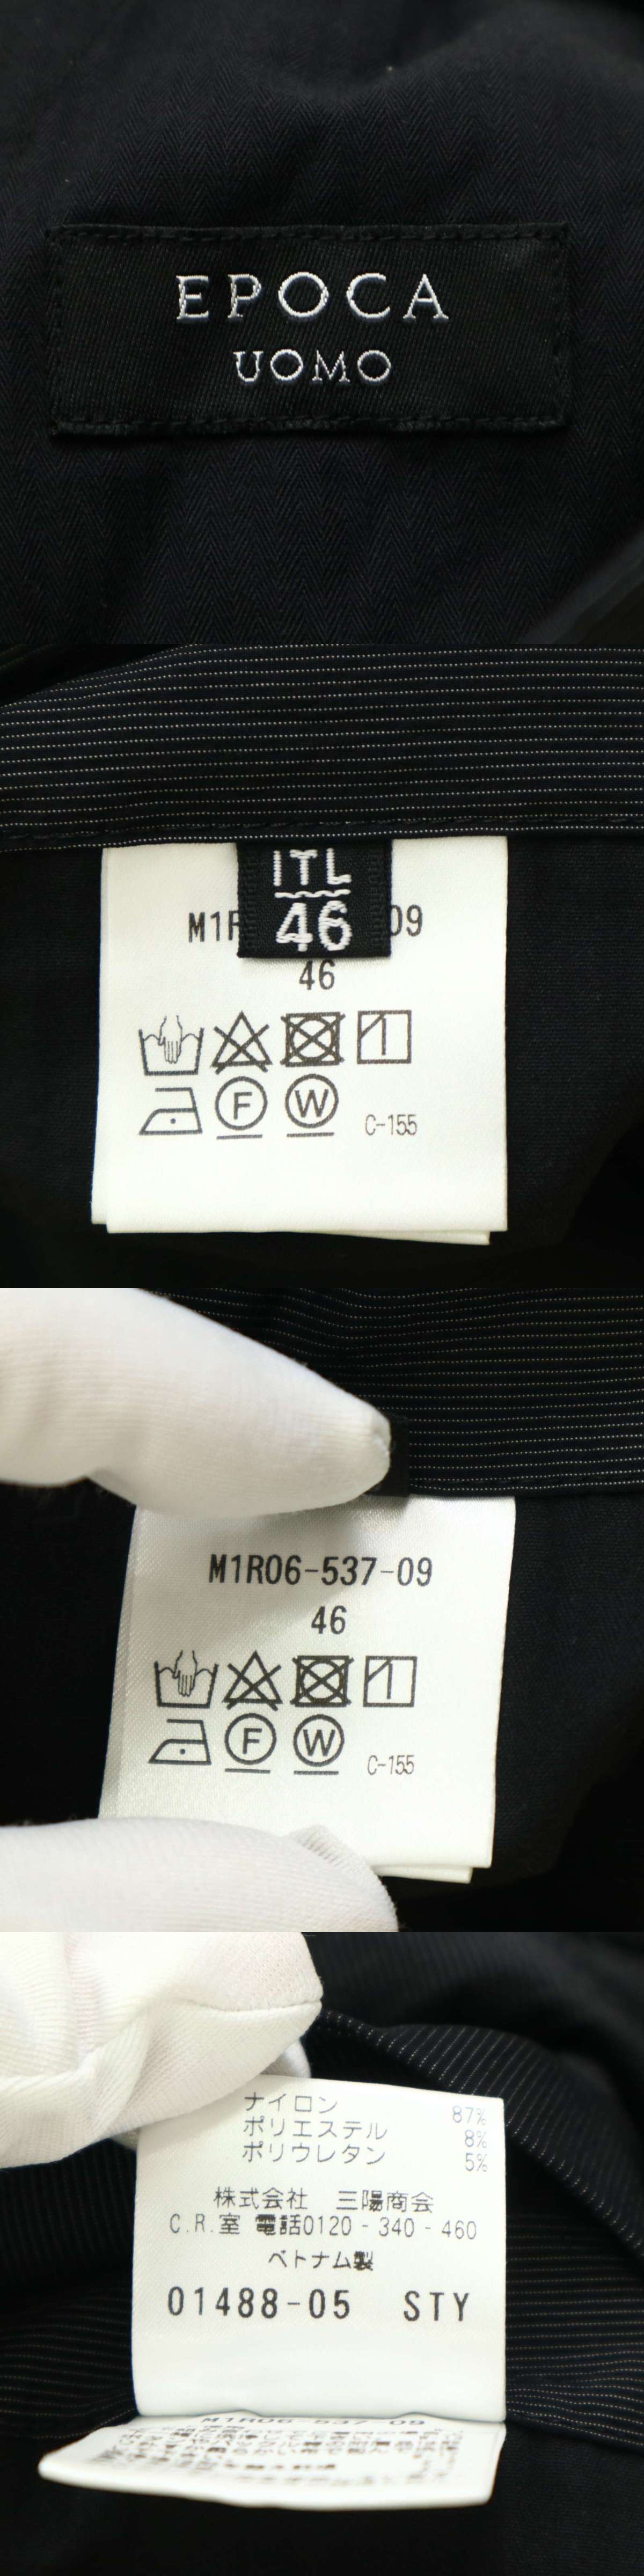 EPOCA
UOMO
ITL
46
M1R 09
46
F W C-155
M1R06-537-09
46
F W C-155
ナイロン 87%
ポリエステル 8%
ポリウレタン 5%
株式会社 三陽商会
C.R.室 電話0120-340-460
ベトナム製
01488-05 STY
M1R06-537-09